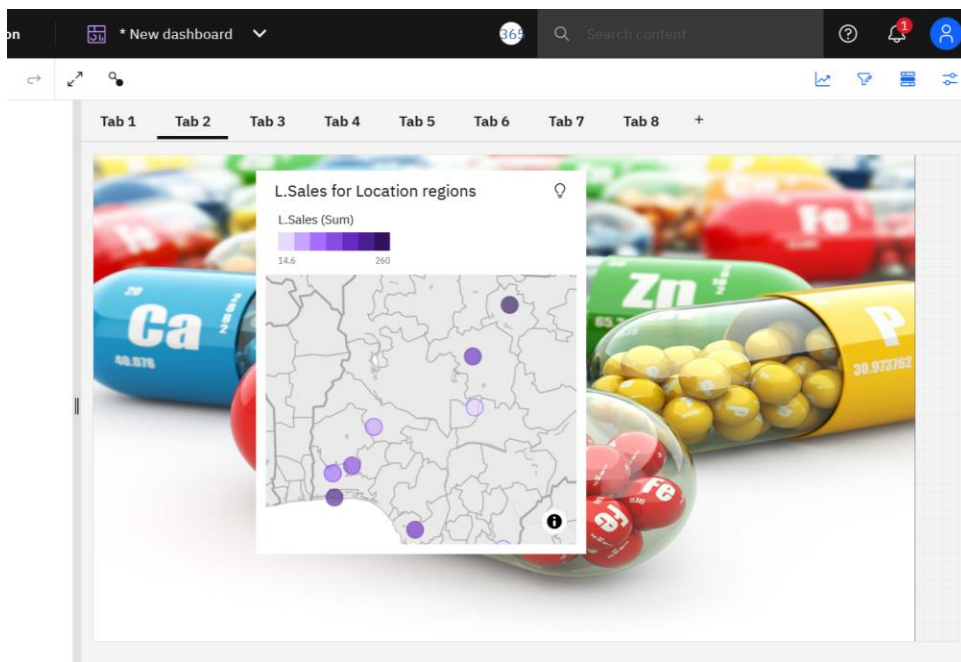 on
* New dashboard
365
Search content
1
Tab 1 Tab 2 Tab 3 Tab 4 Tab 5 Tab 6 Tab 7 Tab 8 +
L.Sales for Location regions
L.Sales (Sum)
14.6 260
20
Ca
40.078
Fe
Zn
P
30.973762
Fe
Fe